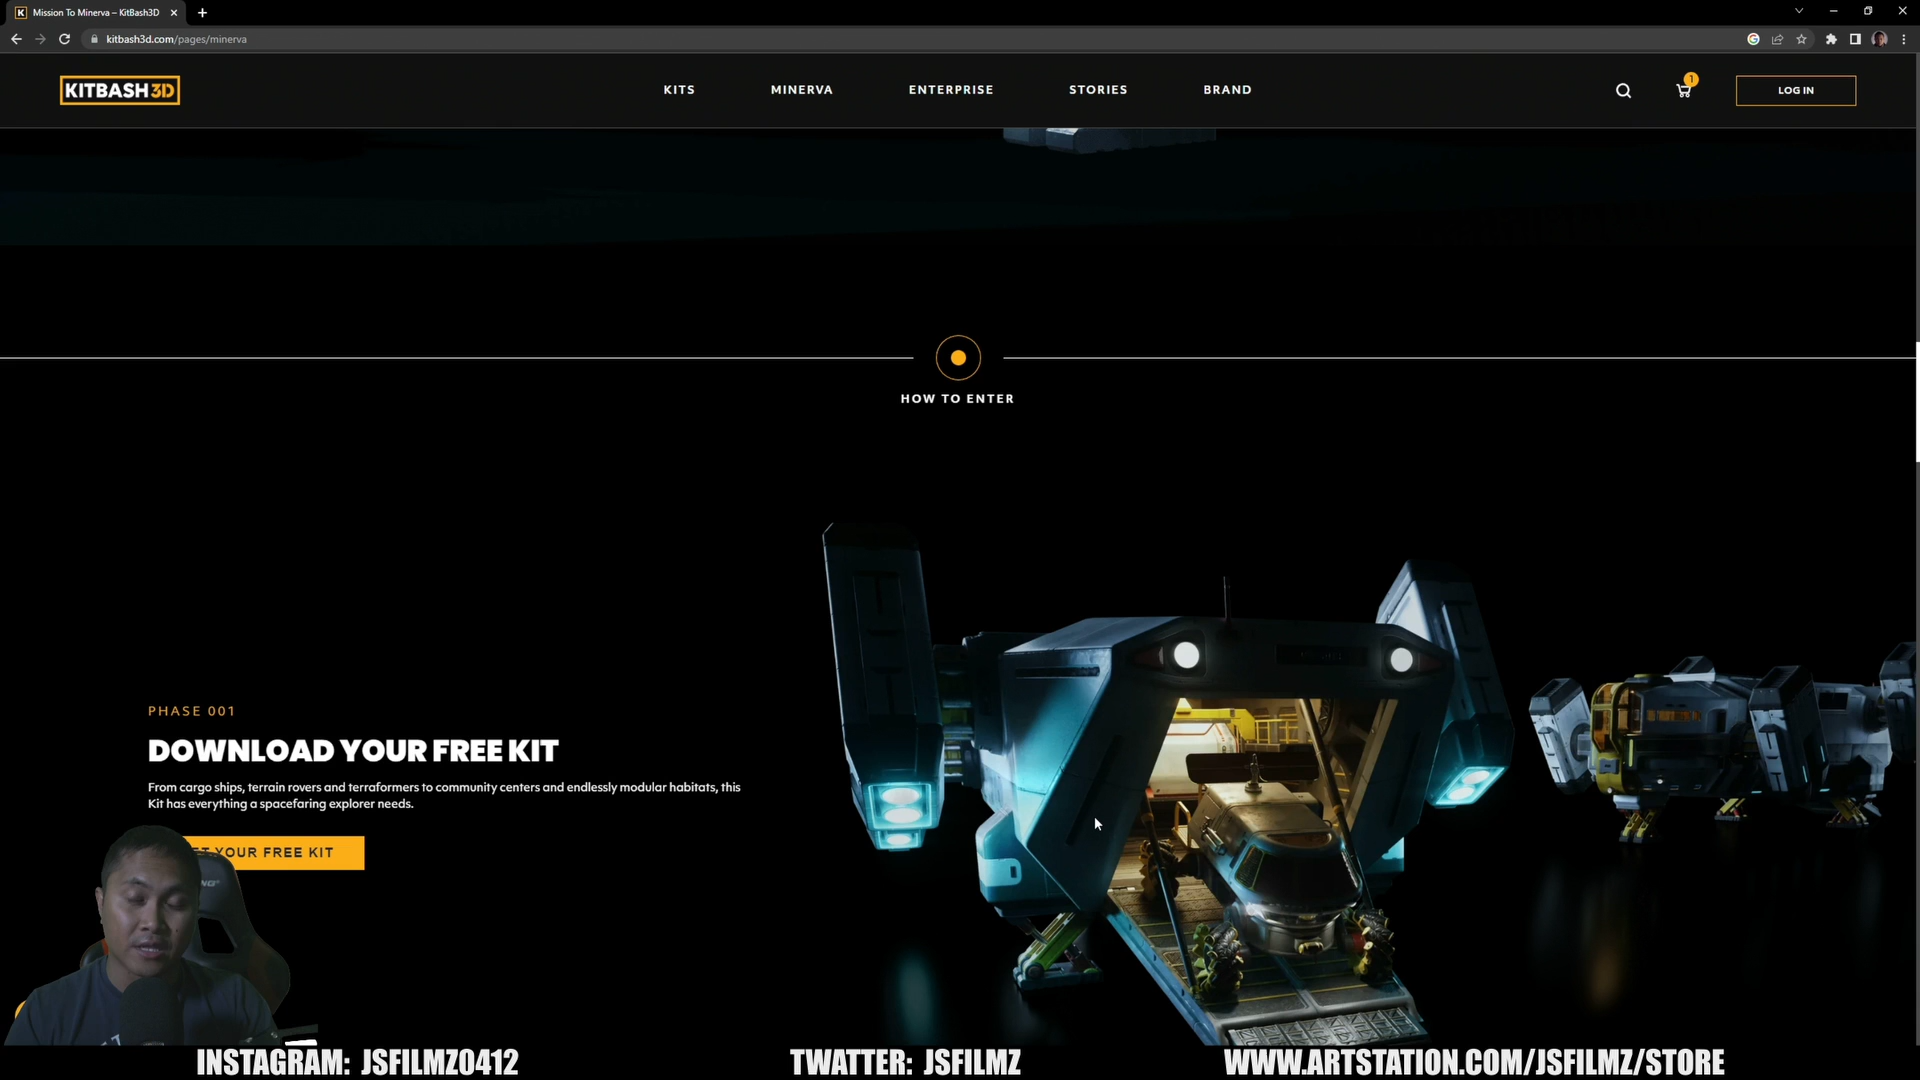 Mission To Minerva – KitBash3D
kitbash3d.com/pages/minerva
KITBASH3D
KITS
MINERVA
ENTERPRISE
STORIES
BRAND
1
LOG IN
HOW TO ENTER
PHASE 001
DOWNLOAD YOUR FREE KIT
From cargo ships, terrain rovers and terraformers to community centers and endlessly modular habitats, this
Kit has everything a spacefaring explorer needs.
YOUR FREE KIT
INSTAGRAM: JSFILMZ0412
TWATTER: JSFILMZ
WWW.ARTSTATION.COM/JSFILMZ/STORE